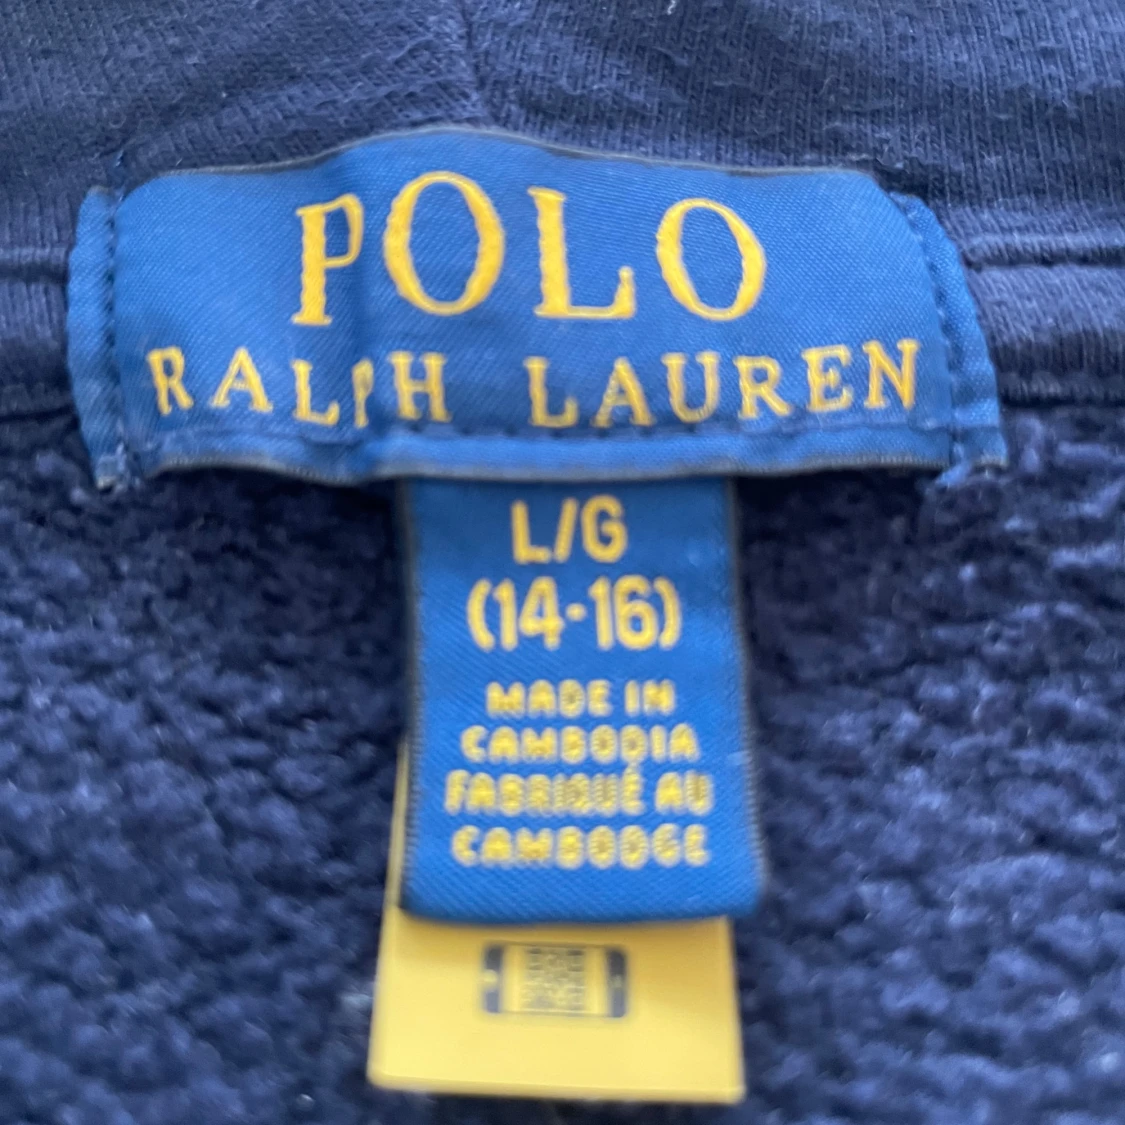 POLO
RALPH LAUREN
L/G
(14-16)
MADE IN
CAMBODIA
FABRIQUÉ AU
CAMBODGE